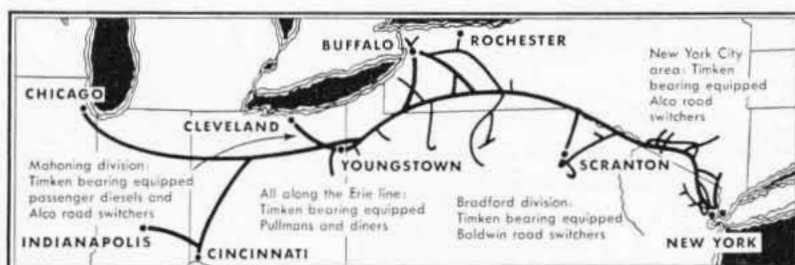 BUFFALO
ROCHESTER
New York City
area: Timken
bearing equipped
Alco road
switchers
CHICAGO
CLEVELAND
YOUNGSTOWN
SCRANTON
Mahoning division:
Timken bearing equipped
passenger diesels and
Alco road switchers
All along the Erie line:
Timken bearing equipped
Pullmans and diners
Bradford division:
Timken bearing equipped
Baldwin road switchers
INDIANAPOLIS
CINCINNATI
NEW YORK